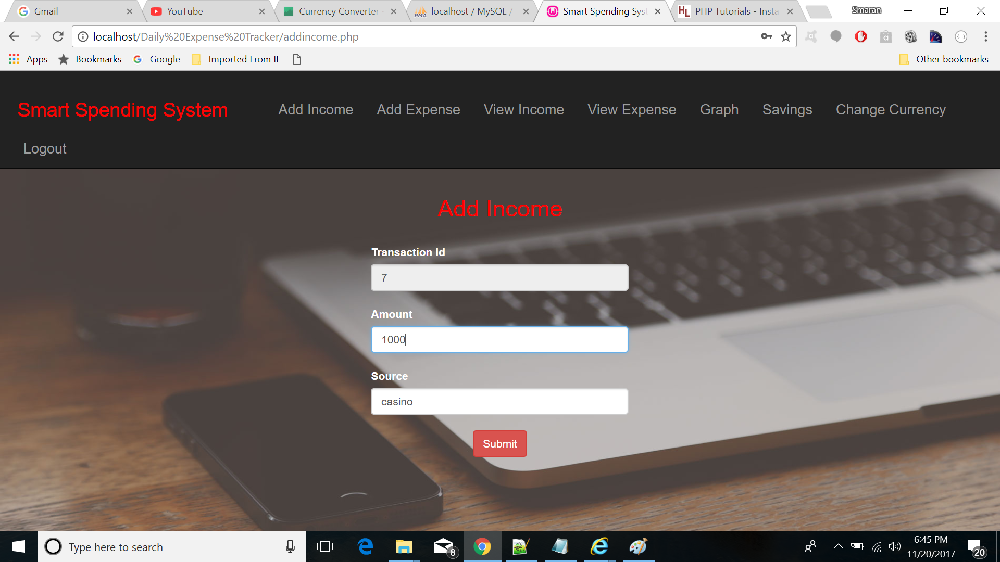 Gmail
YouTube
Currency Converter
localhost / MySQL /
Smart Spending Syst
PHP Tutorials - Insta
Smaran
localhost/Daily%20Expense%20Tracker/addincome.php
Apps
Bookmarks
Google
Imported From IE
Other bookmarks
Smart Spending System
Add Income
Add Expense
View Income
View Expense
Graph
Savings
Change Currency
Logout
Add Income
Transaction Id
7
Amount
1000
Source
casino
Submit
Type here to search
8
6:45 PM
11/20/2017
20